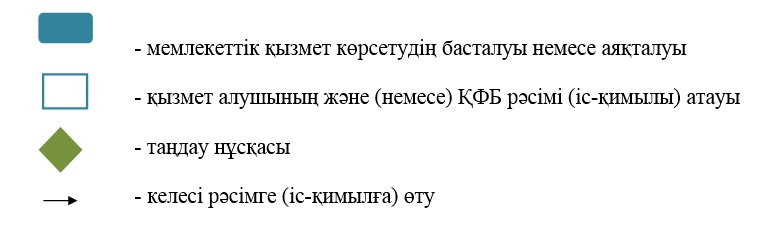 - мемлекеттік қызмет көрсетудің басталуы немесе аяқталуы
- қызмет алушының және (немесе) ҚФБ рәсімі (іс-қимылы) атауы
- таңдау нұсқасы
- келесі рәсімге (іс-қимылға) өту